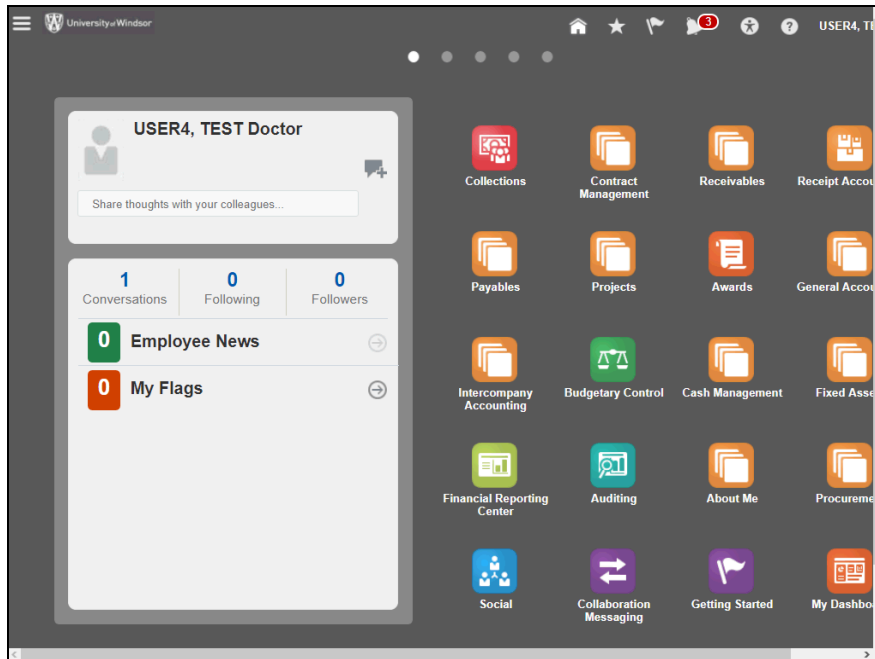 University of Windsor
3
USER4, TE
USER4, TEST Doctor
Share thoughts with your colleagues...
1
Conversations
0
Following
0
Followers
0 Employee News
0 My Flags
Collections
Contract
Management
Receivables
Receipt Accou
Payables
Projects
Awards
General Accou
Intercompany
Accounting
Budgetary Control
Cash Management
Fixed Asse
Financial Reporting
Center
Auditing
About Me
Procureme
Social
Collaboration
Messaging
Getting Started
My Dashbo